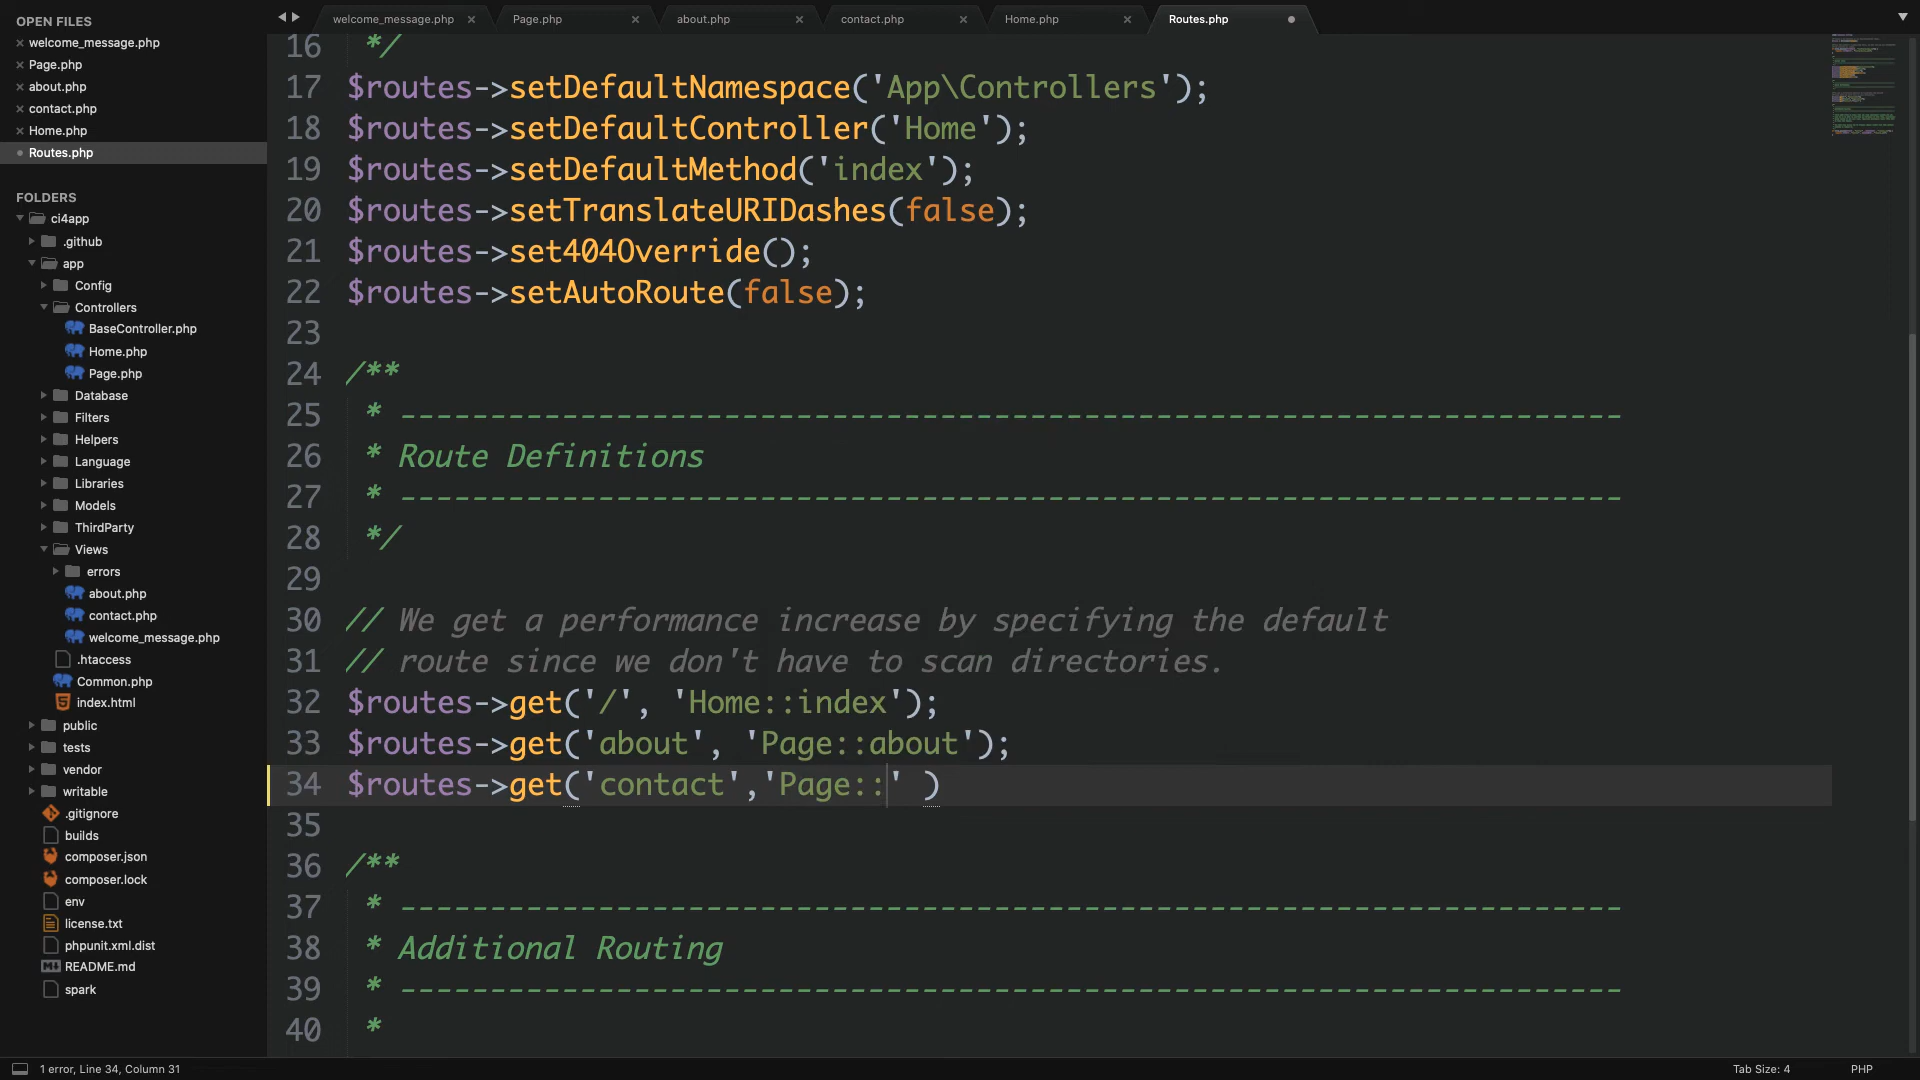 OPEN FILES
welcome_message.php
Page.php
about.php
contact.php
Home.php
Routes.php
FOLDERS
ci4app
.github
app
Config
Controllers
BaseController.php
Home.php
Page.php
Database
Filters
Helpers
Language
Libraries
Models
ThirdParty
Views
errors
about.php
contact.php
welcome_message.php
.htaccess
Common.php
index.html
public
tests
vendor
writable
.gitignore
builds
composer.json
composer.lock
env
license.txt
phpunit.xml.dist
README.md
spark
welcome_message.php Page.php about.php contact.php Home.php Routes.php
16 */
17 $routes->setDefaultNamespace('App\Controllers');
18 $routes->setDefaultController('Home');
19 $routes->setDefaultMethod('index');
20 $routes->setTranslateURIDashes(false);
21 $routes->set404Override();
22 $routes->setAutoRoute(false);
23
24 /**
25 * --------------------------------------------------------------------
26 * Route Definitions
27 * --------------------------------------------------------------------
28 */
29
30 // We get a performance increase by specifying the default
31 // route since we don't have to scan directories.
32 $routes->get('/', 'Home::index');
33 $routes->get('about', 'Page::about');
34 $routes->get('contact','Page::' )
35
36 /**
37 * --------------------------------------------------------------------
38 * Additional Routing
39 * --------------------------------------------------------------------
40 *
1 error, Line 34, Column 31
Tab Size: 4
PHP